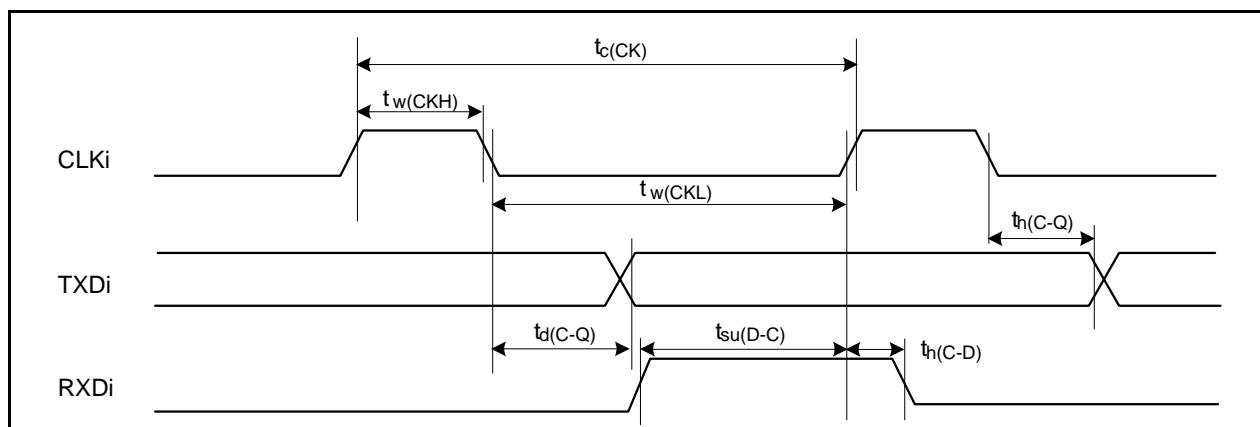 tc(CK)
tw(CKH)
CLKi
tw(CKL)
th(C-Q)
TXDi
td(C-Q)
tsu(D-C)
th(C-D)
RXDi